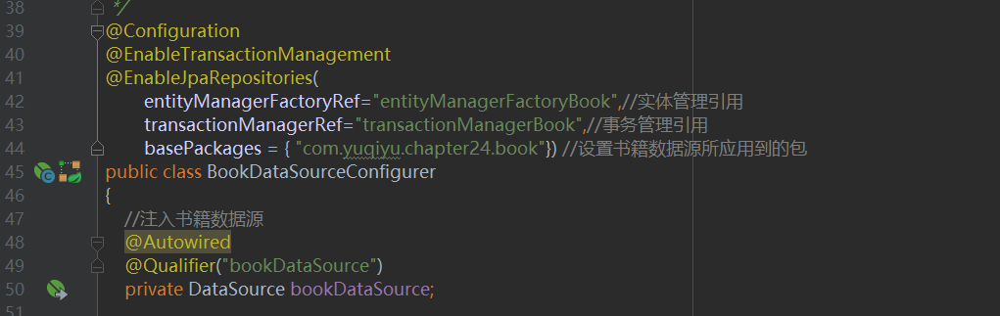 38 */
39 @Configuration
40 @EnableTransactionManagement
41 @EnableJpaRepositories(
42 entityManagerFactoryRef="entityManagerFactoryBook",//实体管理引用
43 transactionManagerRef="transactionManagerBook",//事务管理引用
44 basePackages = { "com.yuqiyu.chapter24.book"}) //设置书籍数据源所应用到的包
45 public class BookDataSourceConfigurer
46 {
47 //注入书籍数据源
48 @Autowired
49 @Qualifier("bookDataSource")
50 private DataSource bookDataSource;
51